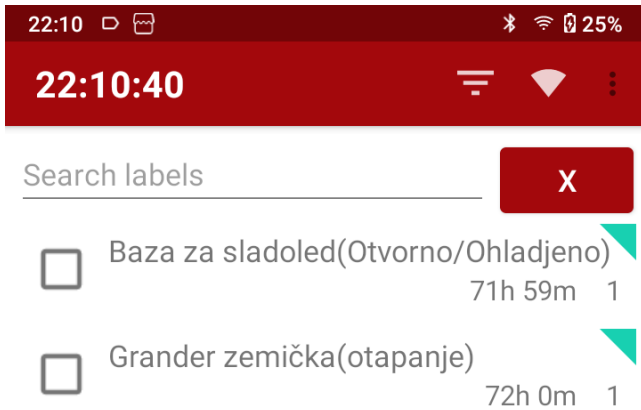 22:10 25%
22:10:40
Search labels X
Baza za sladoled(Otvorno/Ohladjeno)
71h 59m 1
Grander zemička(otapanje)
72h 0m 1